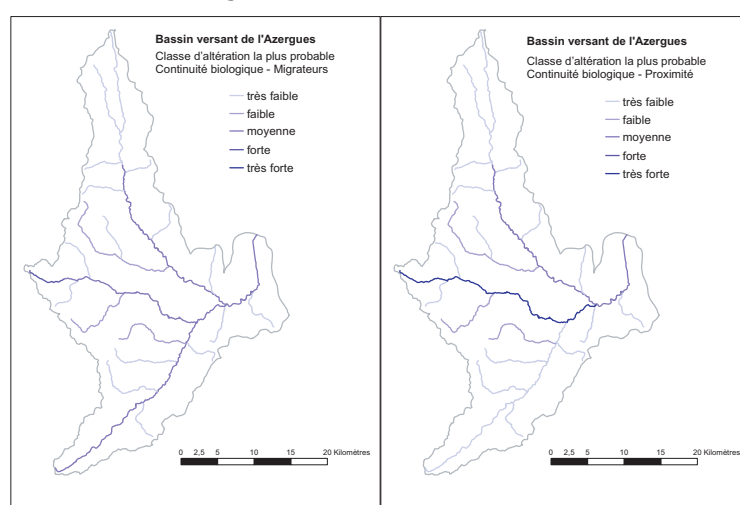 Bassin versant de l'Azergues
Classe d'altération la plus probable
Continuité biologique - Migrateurs
très faible
faible
moyenne
forte
très forte
0 2,5 5 10 15 20 Kilomètres
Bassin versant de l'Azergues
Classe d'altération la plus probable
Continuité biologique - Proximité
très faible
faible
moyenne
forte
très forte
0 2,5 5 10 15 20 Kilomètres